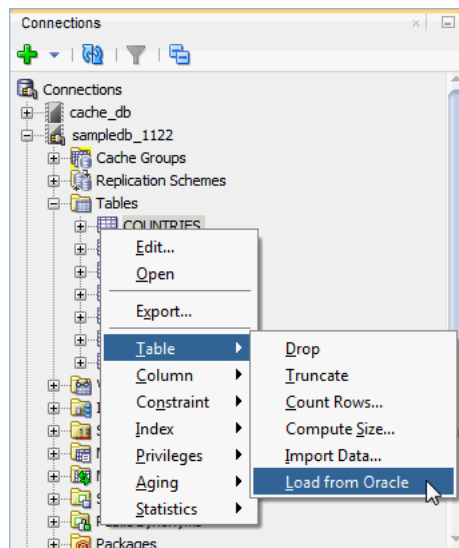 Connections
Connections
cache_db
sampledb_1122
Cache Groups
Replication Schemes
Tables
COUNTRIES
Edit...
Open
Export...
Table
Column
Constraint
Index
Privileges
Aging
Statistics
Drop
Truncate
Count Rows...
Compute Size...
Import Data...
Load from Oracle
Packages